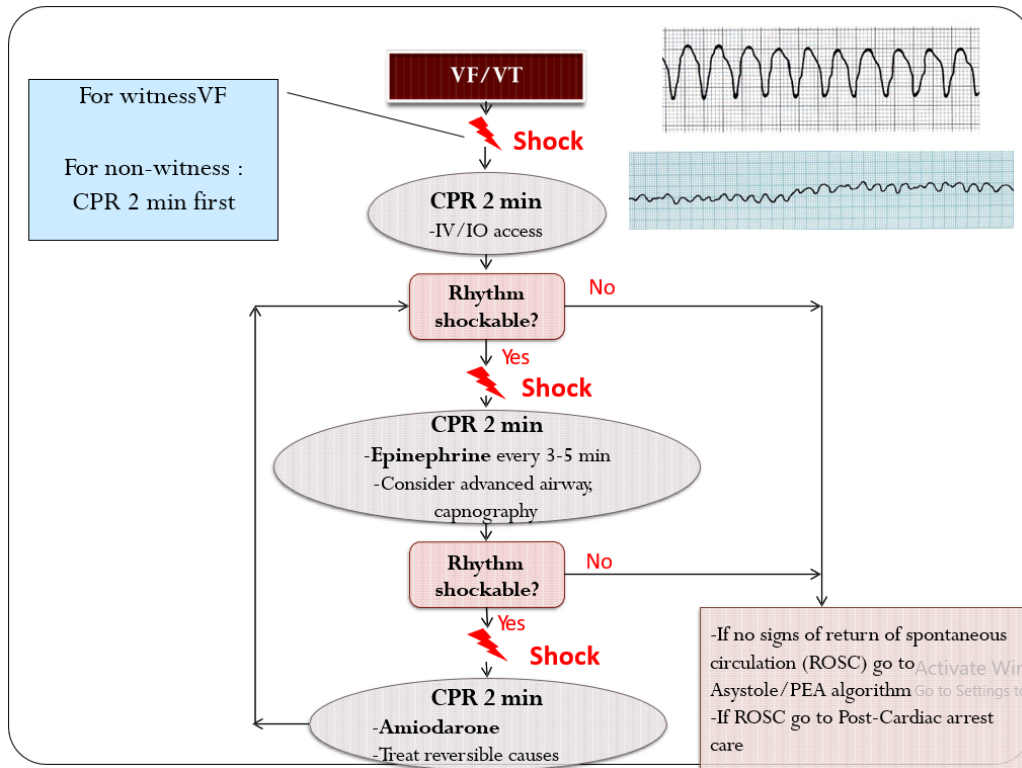 VF/VT
For witnessVF
For non-witness :
CPR 2 min first
Shock
CPR 2 min
-IV/IO access
Rhythm
shockable?
No
Yes
Shock
CPR 2 min
-Epinephrine every 3-5 min
-Consider advanced airway,
capnography
Rhythm
shockable?
No
Yes
Shock
CPR 2 min
-Amiodarone
-Treat reversible causes
-If no signs of return of spontaneous
circulation (ROSC) go to
Asystole/PEA algorithm
-If ROSC go to Post-Cardiac arrest
care
Activate Win
Go to Settings to